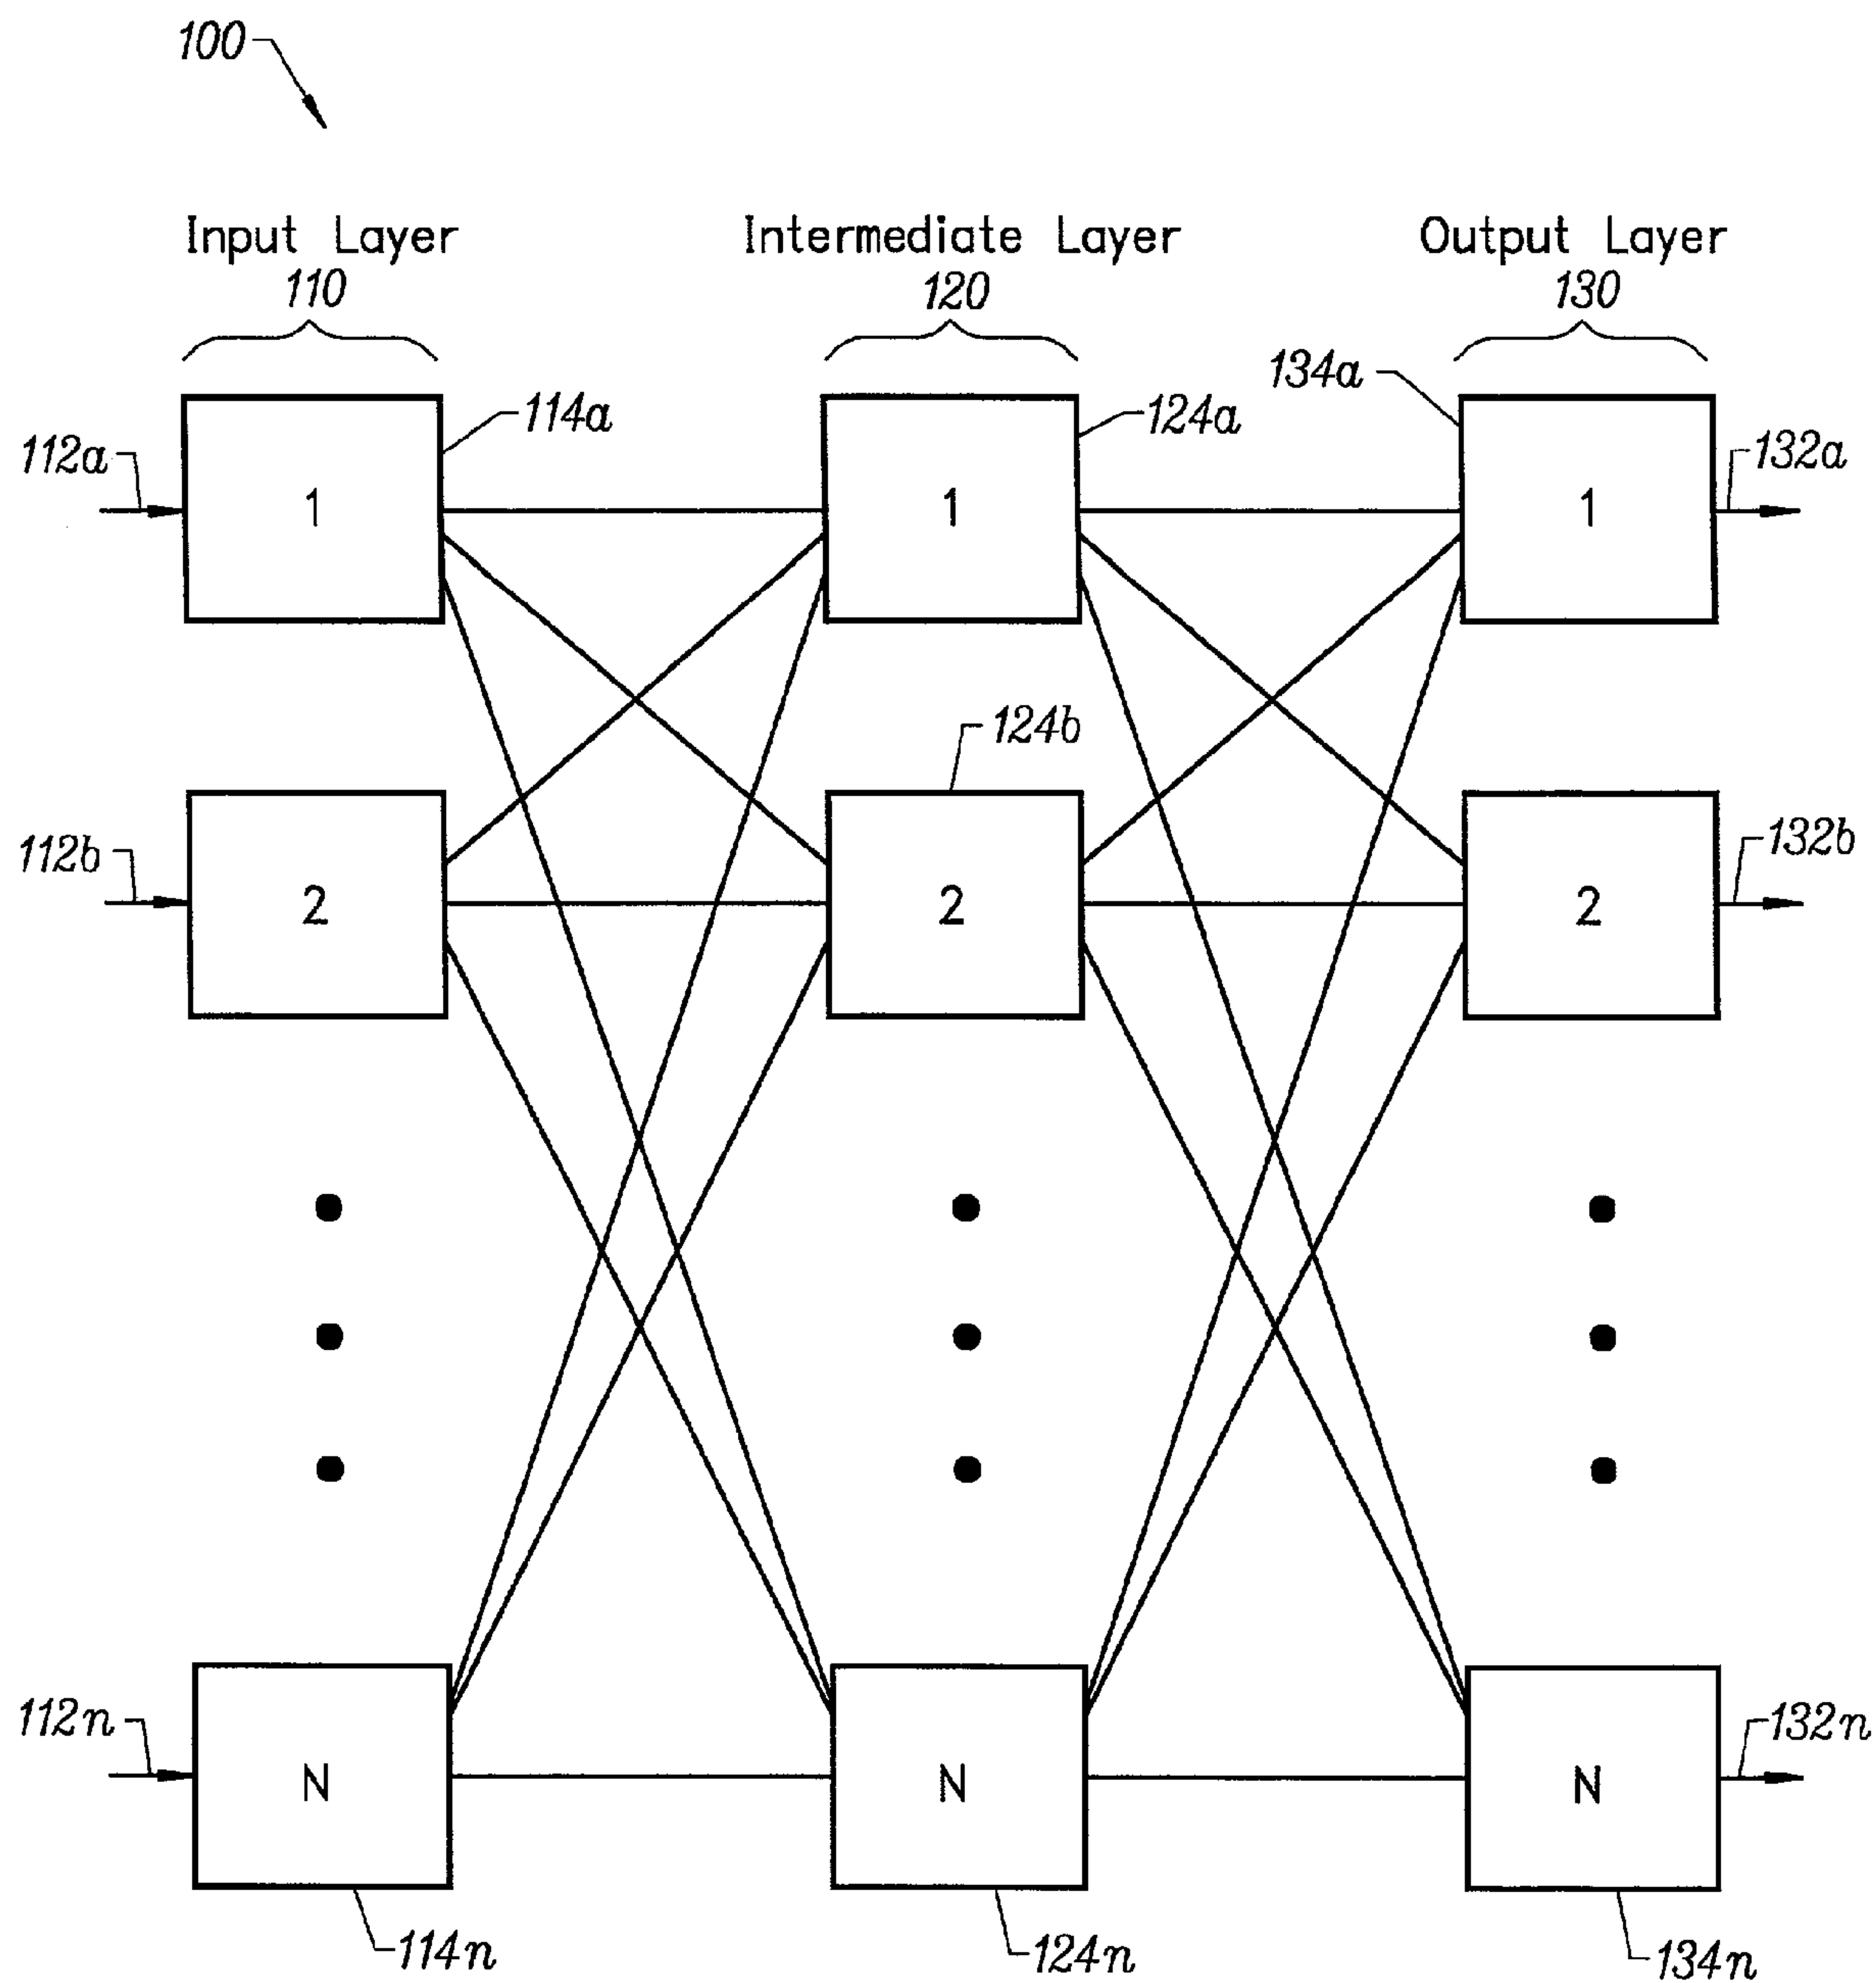 100
Input Layer
110
Intermediate Layer
120
Output Layer
130
134a
114a
124a
112a
132a
1
1
1
124b
112b
132b
2
2
2
112n
132n
N
N
N
114n
124n
134n